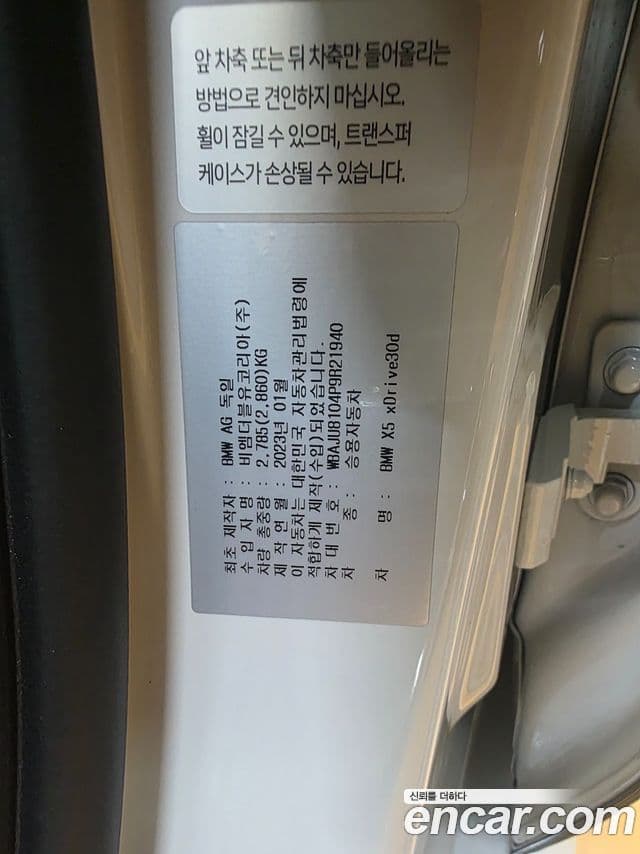 앞 차축 또는 뒤 차축만 들어올리는
방법으로 견인하지 마십시오.
휠이 잠길 수 있으며, 트랜스퍼
케이스가 손상될 수 있습니다.
최초 제작자 : BMW AG 독일
수 입 자 명 : 비엠더블유코리아(주)
차량 총중량 : 2,785(2,860)KG
제 작 연 월 : 2023년 01월
이 자동차는 대한민국 자동차관리법령에
적합하게 제작(수입)되었습니다.
차 대 번 호 : WBAJU8104P9R21940
차 종 : 승용자동차
차 명 : BMW X5 xDrive30d
신뢰를 더하다
encar.com